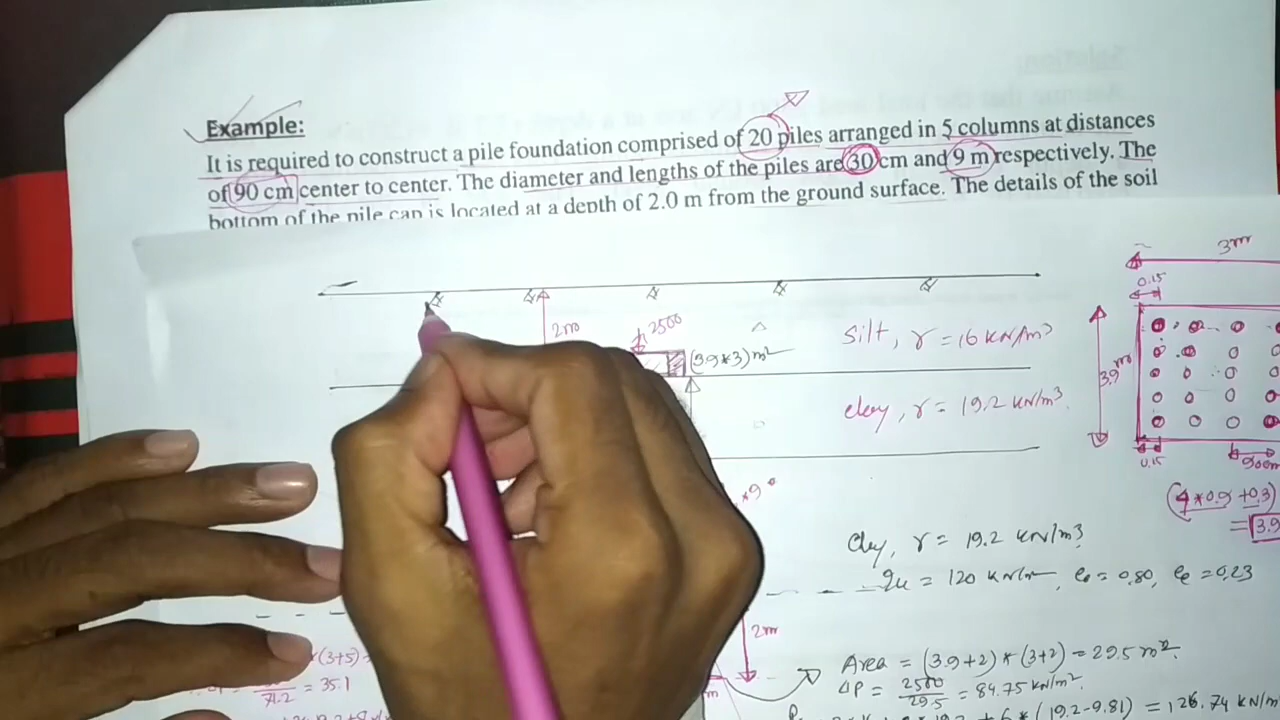 Example:
It is required to construct a pile foundation comprised of 20 piles arranged in 5 columns at distances
of 90 cm center to center. The diameter and lengths of the piles are 30 cm and 9 m respectively. The
bottom of the pile cap is located at a depth of 2.0 m from the ground surface. The details of the soil
3m
0.15
2m
2500
(3.9*3)m²
silt, γ = 16 kN/m³
3.9m
clay, γ = 19.2 kN/m³.
0.15
90cm
(4*0.9+0.3)
= 3.9
clay, γ = 19.2 kN/m³
qu = 120 kN/m², e₀ = 0.80, cc = 0.23
2m
*(3+5)
71.2 = 35.1
Area = (3.9+2)*(3+2) = 29.5 m².
ΔP = 2500/29.5 = 84.75 kN/m².
6*(19.2-9.81) = 126.74 kN/m